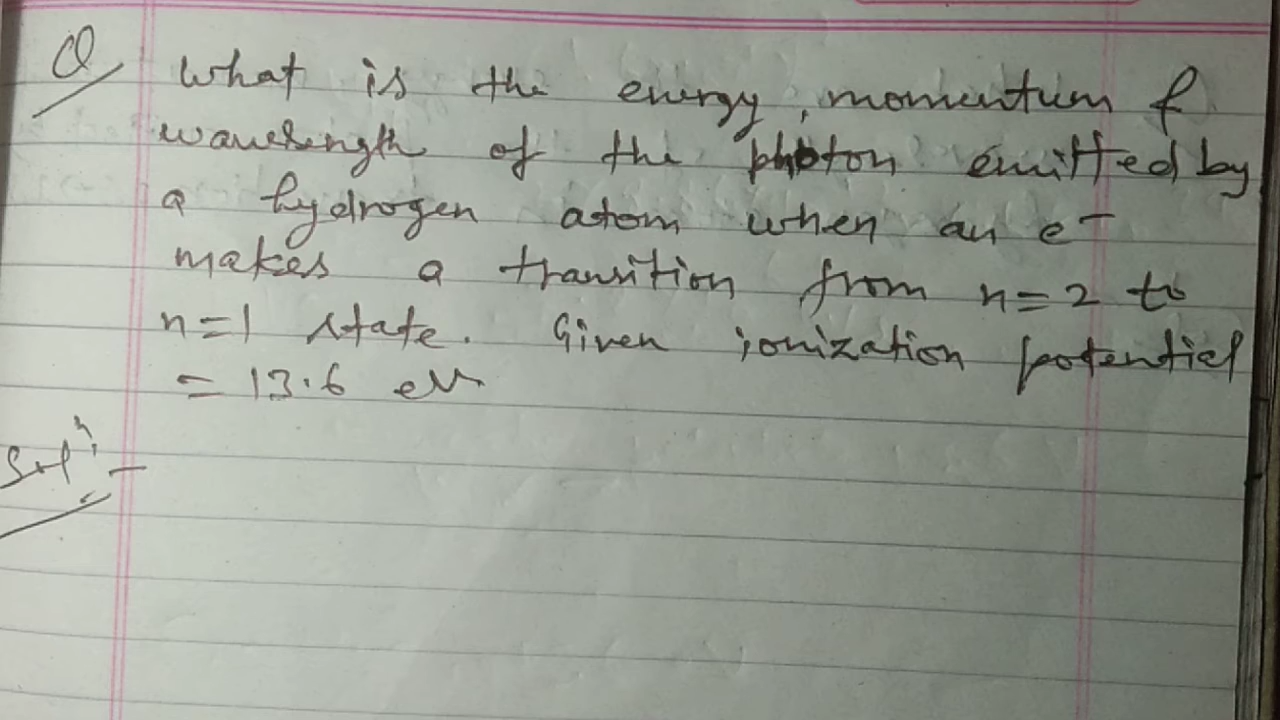 Q What is the energy, momentum &
wavelength of the photon emitted by
a hydrogen atom when an e⁻
makes a transition from n=2 to
n=1 state. Given ionization potential
= 13.6 eV
Solⁿ :-